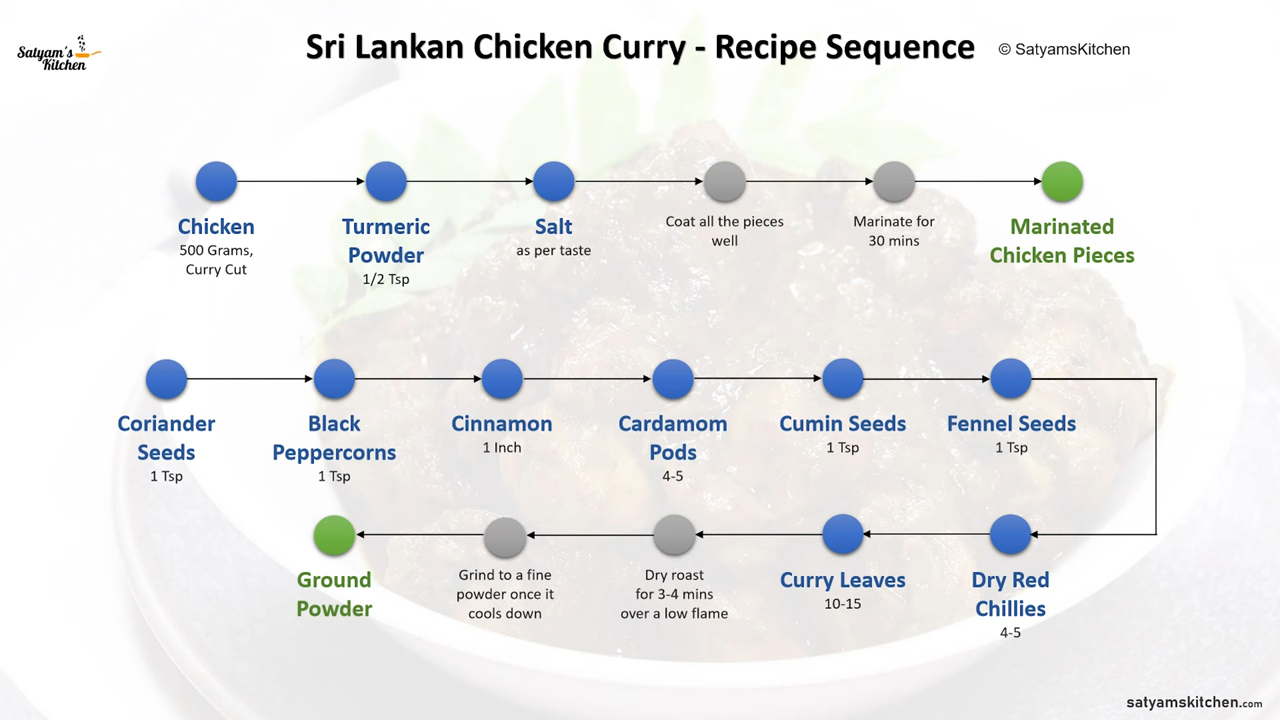 Satyam's
Kitchen
Sri Lankan Chicken Curry - Recipe Sequence
© SatyamsKitchen
Chicken
500 Grams,
Curry Cut
Turmeric
Powder
1/2 Tsp
Salt
as per taste
Coat all the pieces
well
Marinate for
30 mins
Marinated
Chicken Pieces
Coriander
Seeds
1 Tsp
Black
Peppercorns
1 Tsp
Cinnamon
1 Inch
Cardamom
Pods
4-5
Cumin Seeds
1 Tsp
Fennel Seeds
1 Tsp
Dry Red
Chillies
4-5
Curry Leaves
10-15
Dry roast
for 3-4 mins
over a low flame
Grind to a fine
powder once it
cools down
Ground
Powder
satyamskitchen.com